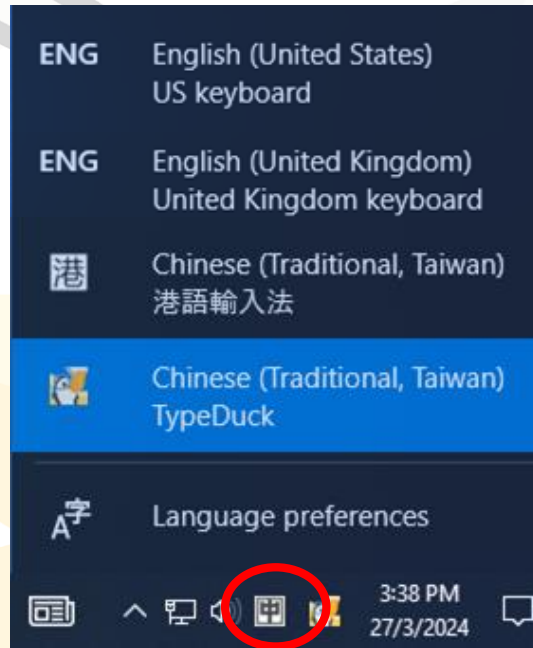 ENG English (United States)
US keyboard
ENG English (United Kingdom)
United Kingdom keyboard
港 Chinese (Traditional, Taiwan)
港語輸入法
Chinese (Traditional, Taiwan)
TypeDuck
A字 Language preferences
中 3:38 PM
27/3/2024